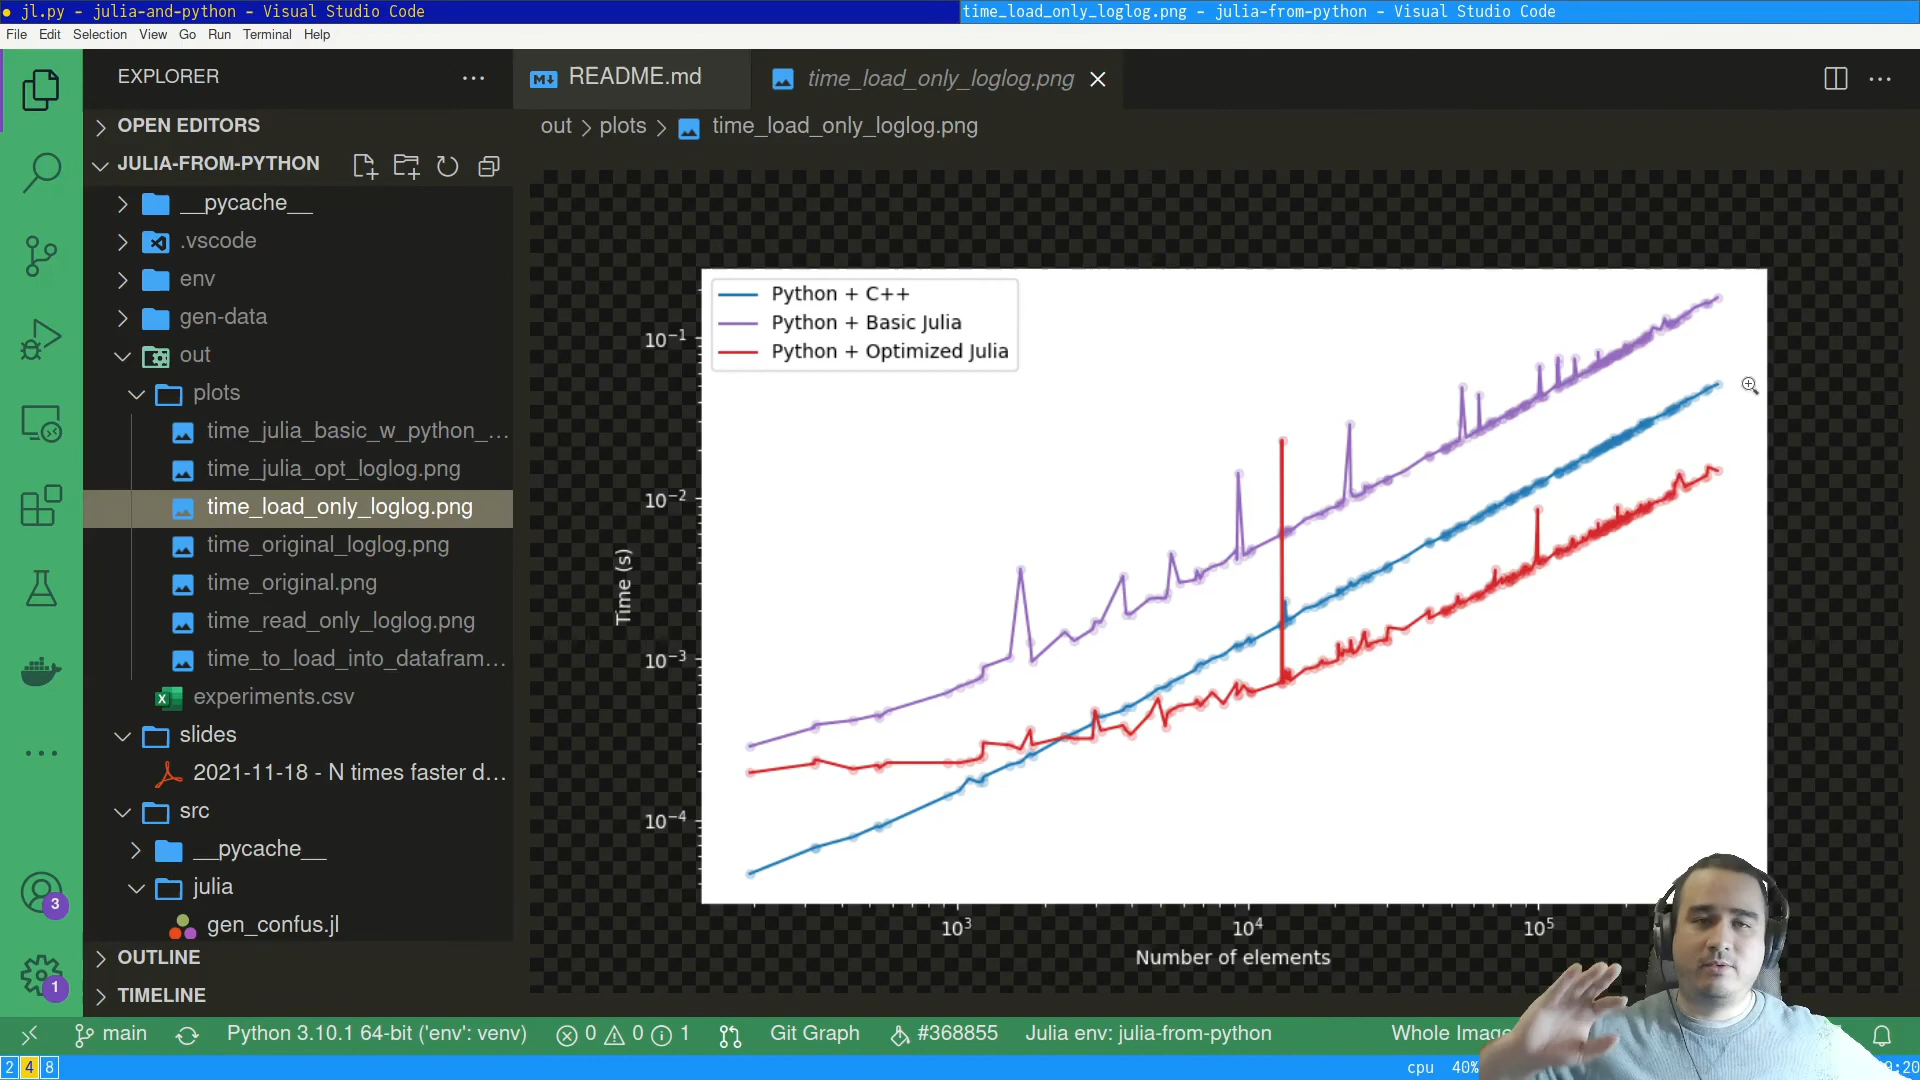 jl.py - julia-and-python - Visual Studio Code
time_load_only_loglog.png - julia-from-python - Visual Studio Code
File Edit Selection View Go Run Terminal Help
EXPLORER
README.md
time_load_only_loglog.png
OPEN EDITORS
out > plots > time_load_only_loglog.png
JULIA-FROM-PYTHON
__pycache__
.vscode
env
gen-data
out
plots
time_julia_basic_w_python_...
time_julia_opt_loglog.png
time_load_only_loglog.png
time_original_loglog.png
time_original.png
time_read_only_loglog.png
time_to_load_into_datafram...
experiments.csv
slides
2021-11-18 - N times faster d...
src
__pycache__
julia
gen_confus.jl
OUTLINE
TIMELINE
3
1
Python + C++
Python + Basic Julia
Python + Optimized Julia
10⁻¹
10⁻²
10⁻³
10⁻⁴
Time (s)
10³ 10⁴ 10⁵
Number of elements
main Python 3.10.1 64-bit ('env': venv) 0 0 1 Git Graph #368855 Julia env: julia-from-python Whole
2 4 8
cpu 40%
:20